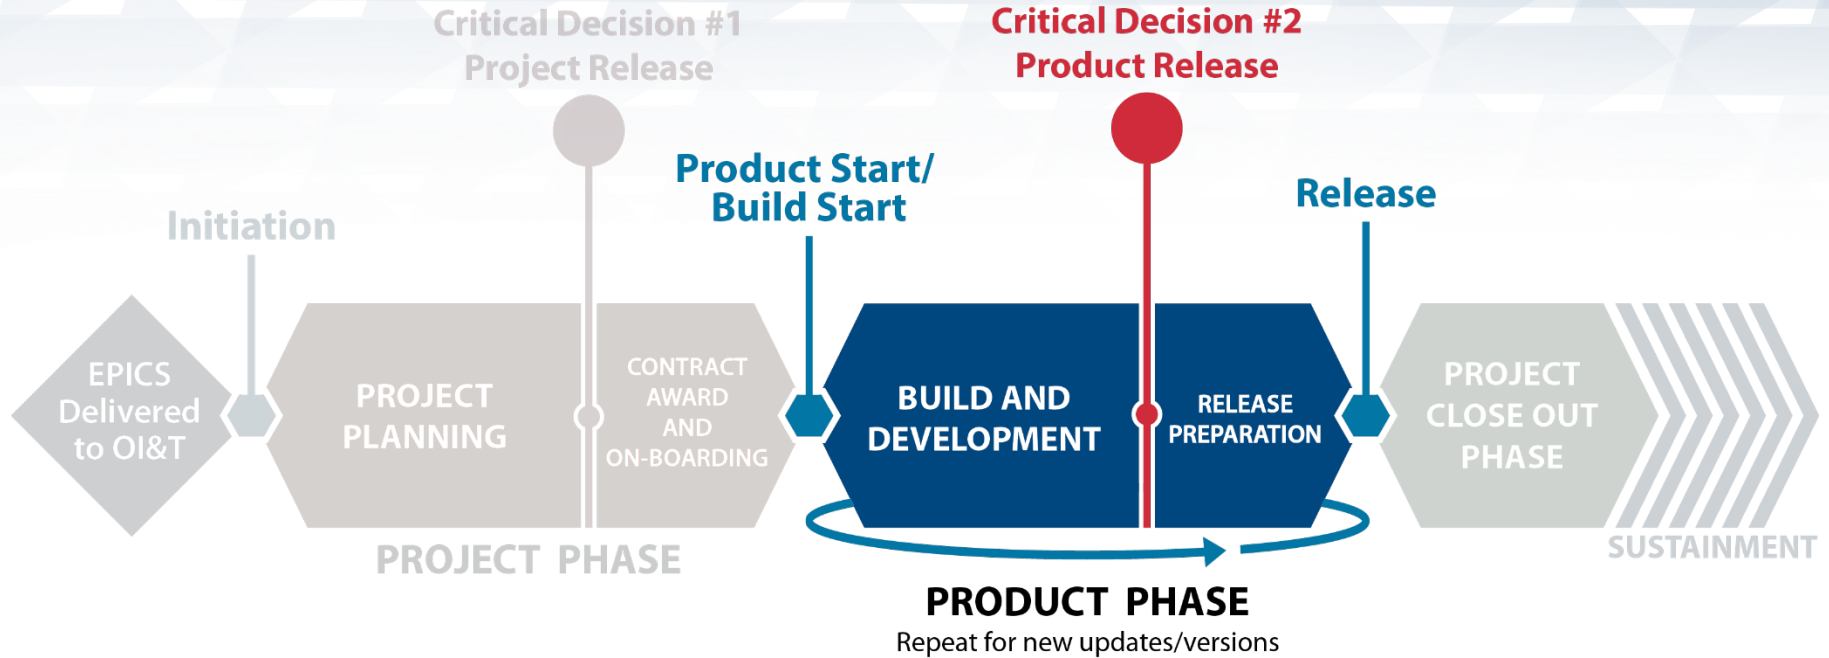 Critical Decision #1
Project Release
Critical Decision #2
Product Release
Initiation
Product Start/
Build Start
Release
EPICS
Delivered
to OI&T
PROJECT
PLANNING
CONTRACT
AWARD
AND
ON-BOARDING
BUILD AND
DEVELOPMENT
RELEASE
PREPARATION
PROJECT
CLOSE OUT
PHASE
SUSTAINMENT
PROJECT PHASE
PRODUCT PHASE
Repeat for new updates/versions